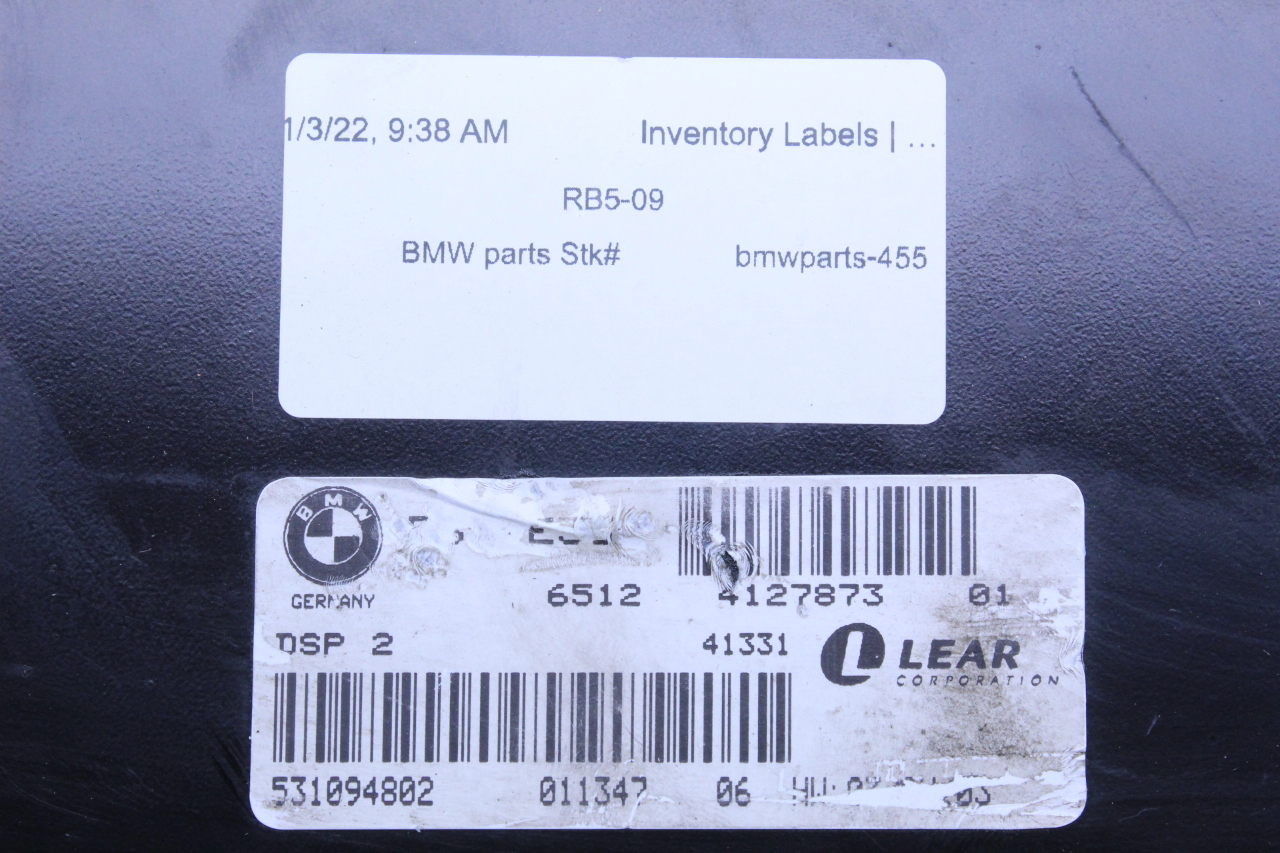 1/3/22, 9:38 AM Inventory Labels | ...
RB5-09
BMW parts Stk# bmwparts-455
BMW
GERMANY
6512 4127873 01
DSP 2 41331
L LEAR
CORPORATION
531094802 011347 06 HW: